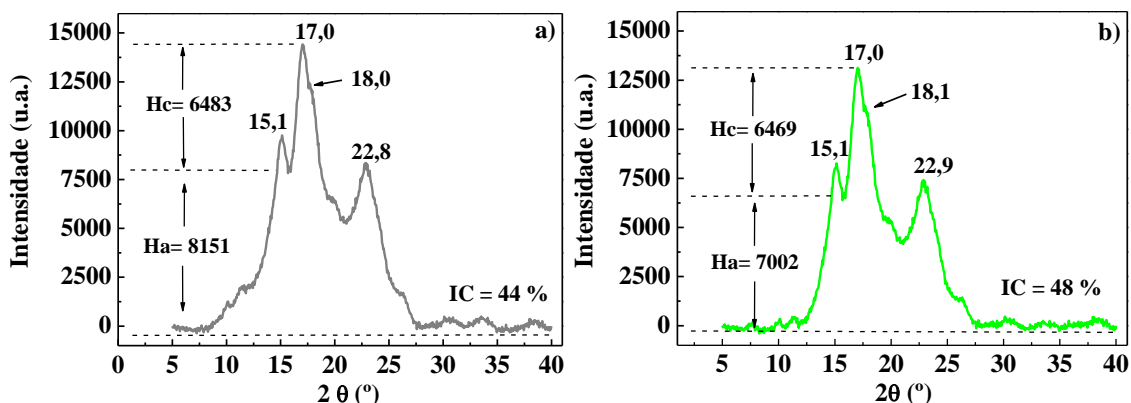 a)
Intensidade (u.a.)
15000
12500
10000
7500
5000
2500
0
17,0
18,0
15,1
22,8
Hc= 6483
Ha= 8151
IC = 44 %
0 5 10 15 20 25 30 35 40
2 θ (º)
b)
Intensidade (u.a.)
15000
12500
10000
7500
5000
2500
0
17,0
18,1
15,1
22,9
Hc= 6469
Ha= 7002
IC = 48 %
5 10 15 20 25 30 35 40
2θ (º)